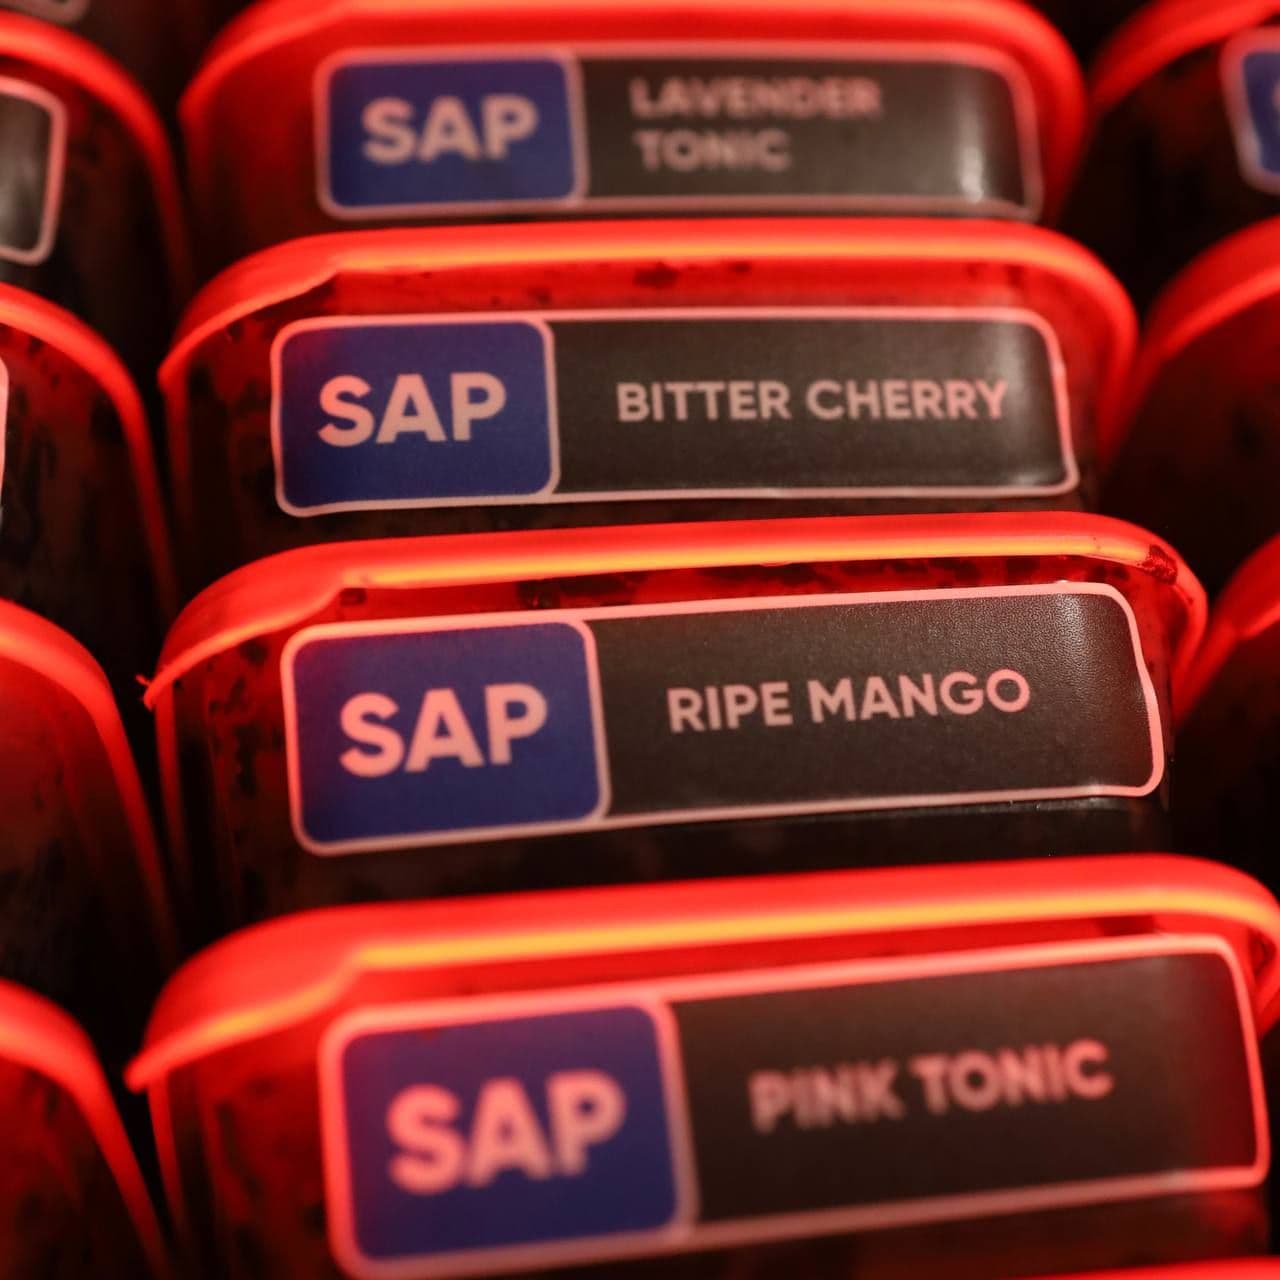 SAP
LAVENDER
TONIC
SAP
BITTER CHERRY
SAP
RIPE MANGO
SAP
PINK TONIC